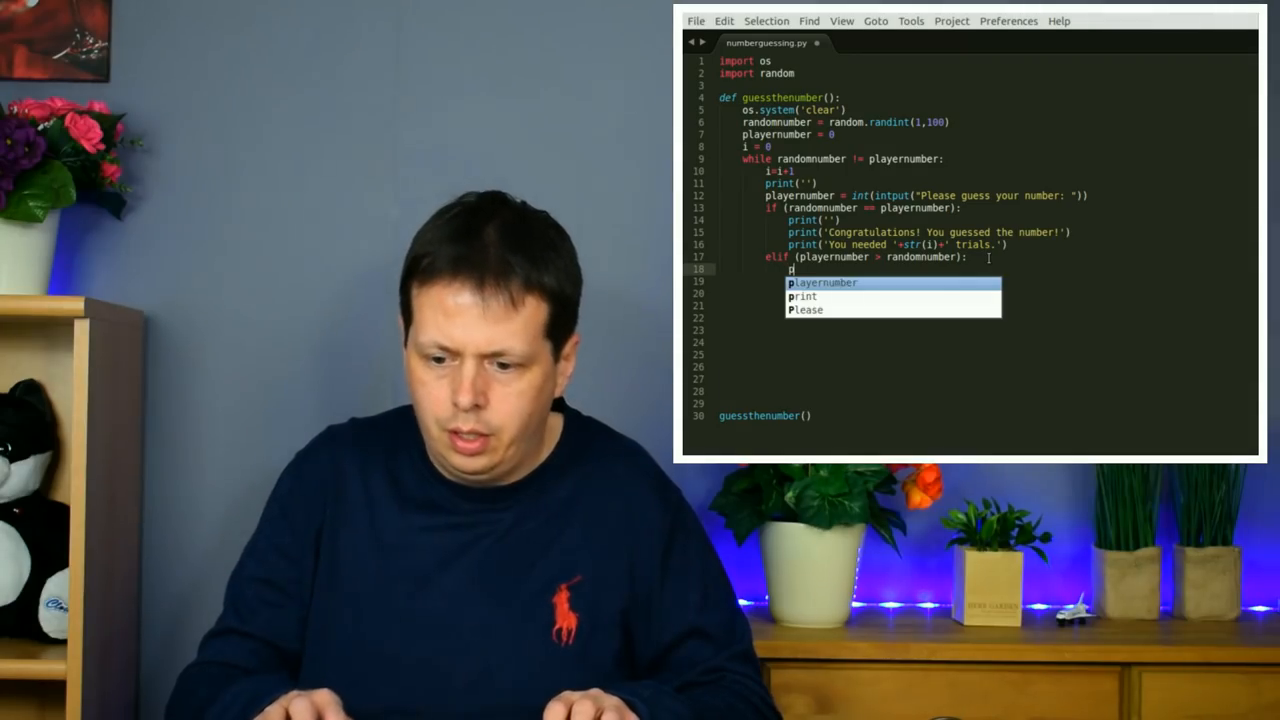 File Edit Selection Find View Goto Tools Project Preferences Help
numberguessing.py
1 import os
2 import random
3
4 def guessthenumber():
5 os.system('clear')
6 randomnumber = random.randint(1,100)
7 playernumber = 0
8 i = 0
9 while randomnumber != playernumber:
10 i=i+1
11 print('')
12 playernumber = int(intput("Please guess your number: "))
13 if (randomnumber == playernumber):
14 print('')
15 print('Congratulations! You guessed the number!')
16 print('You needed '+str(i)+' trials.')
17 elif (playernumber > randomnumber):
18 p
19 playernumber
20 print
21 Please
22
23
24
25
26
27
28
29
30 guessthenumber()